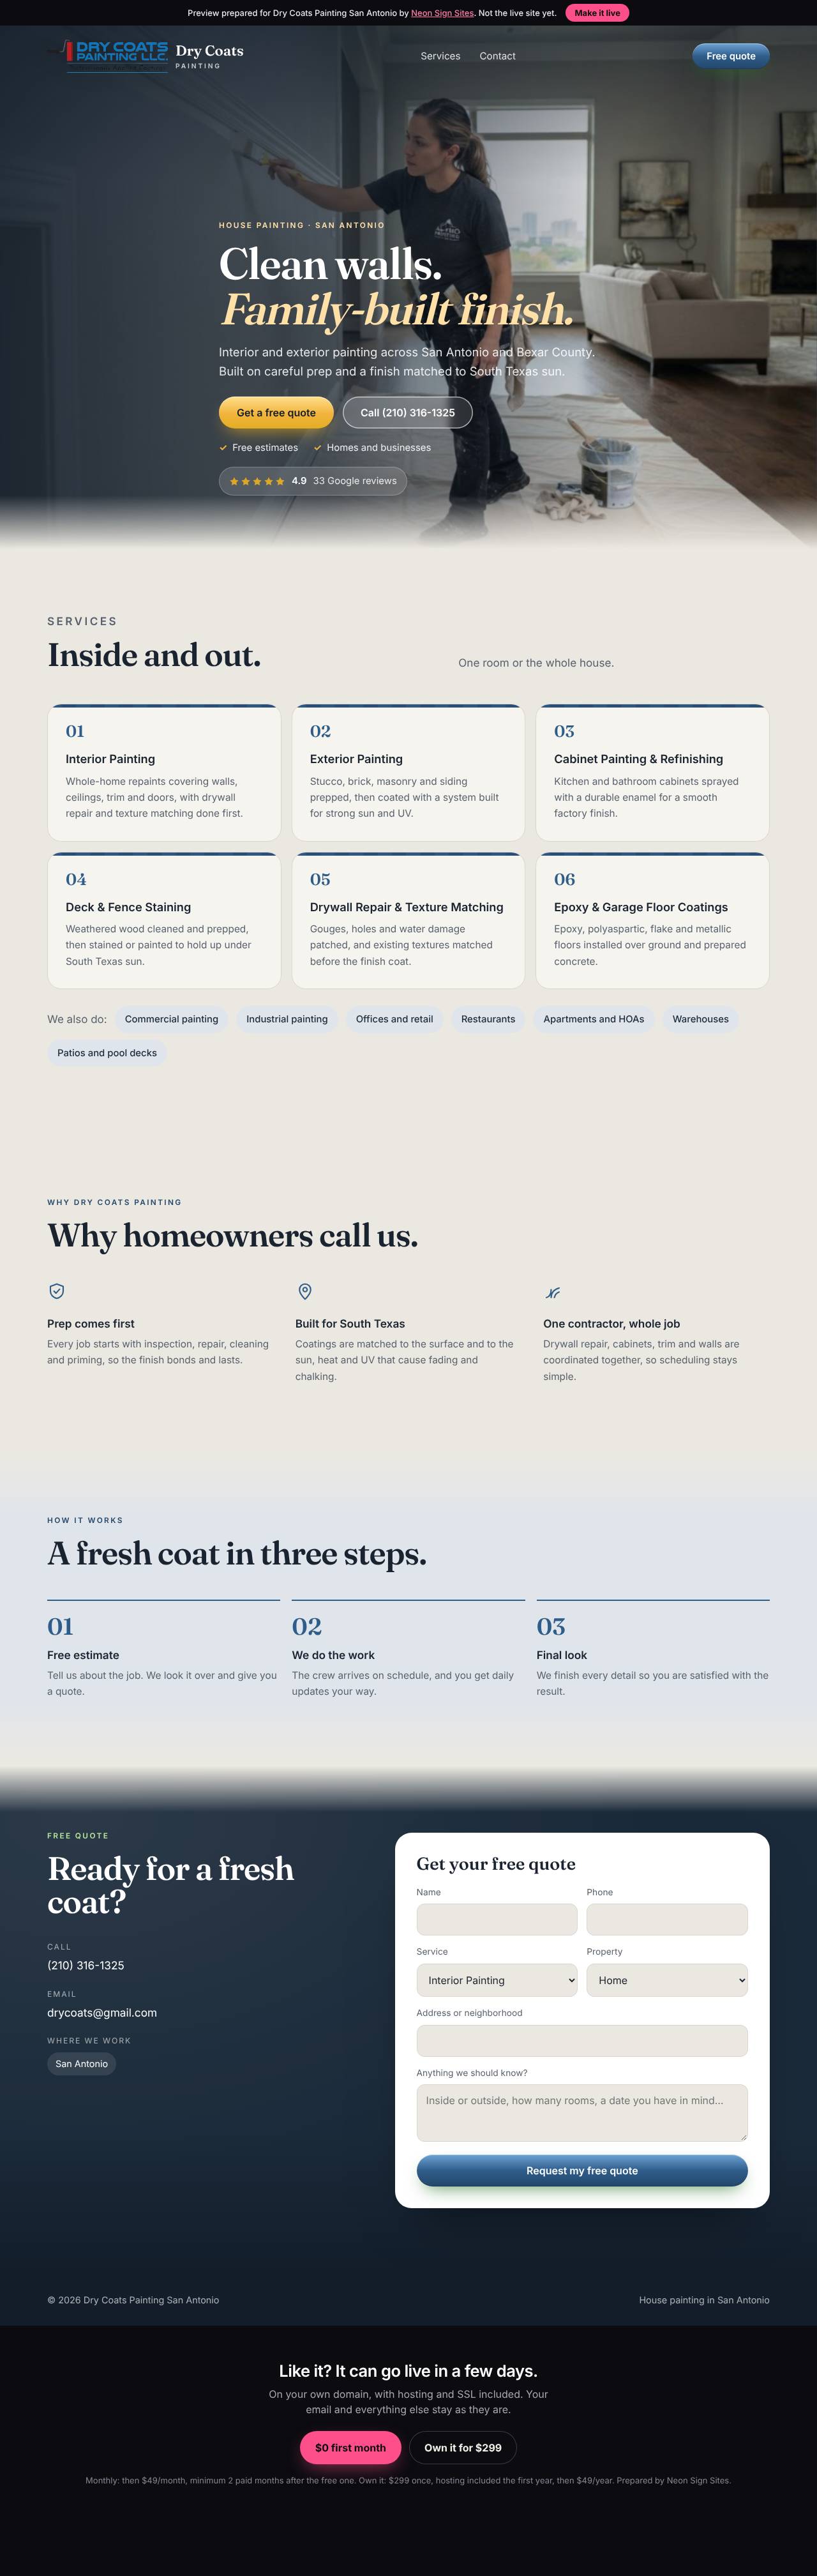 Preview prepared for Dry Coats Painting San Antonio by Neon Sign Sites. Not the live site yet. Make it live
DRY COATS
PAINTING LLC.
Dry Coats
PAINTING
Services Contact
Free quote
HOUSE PAINTING · SAN ANTONIO
Clean walls.
Family-built finish.
Interior and exterior painting across San Antonio and Bexar County.
Built on careful prep and a finish matched to South Texas sun.
Get a free quote Call (210) 316-1325
✓ Free estimates ✓ Homes and businesses
★★★★★ 4.9 33 Google reviews
SERVICES
Inside and out.
One room or the whole house.
01
Interior Painting
Whole-home repaints covering walls,
ceilings, trim and doors, with drywall
repair and texture matching done first.
02
Exterior Painting
Stucco, brick, masonry and siding
prepped, then coated with a system built
for strong sun and UV.
03
Cabinet Painting & Refinishing
Kitchen and bathroom cabinets sprayed
with a durable enamel for a smooth
factory finish.
04
Deck & Fence Staining
Weathered wood cleaned and prepped,
then stained or painted to hold up under
South Texas sun.
05
Drywall Repair & Texture Matching
Gouges, holes and water damage
patched, and existing textures matched
before the finish coat.
06
Epoxy & Garage Floor Coatings
Epoxy, polyaspartic, flake and metallic
floors installed over ground and prepared
concrete.
We also do: Commercial painting Industrial painting Offices and retail Restaurants Apartments and HOAs Warehouses
Patios and pool decks
WHY DRY COATS PAINTING
Why homeowners call us.
Prep comes first
Every job starts with inspection, repair, cleaning
and priming, so the finish bonds and lasts.
Built for South Texas
Coatings are matched to the surface and to the
sun, heat and UV that cause fading and
chalking.
One contractor, whole job
Drywall repair, cabinets, trim and walls are
coordinated together, so scheduling stays
simple.
HOW IT WORKS
A fresh coat in three steps.
01
Free estimate
Tell us about the job. We look it over and give you
a quote.
02
We do the work
The crew arrives on schedule, and you get daily
updates your way.
03
Final look
We finish every detail so you are satisfied with the
result.
FREE QUOTE
Ready for a fresh
coat?
CALL
(210) 316-1325
EMAIL
drycoats@gmail.com
WHERE WE WORK
San Antonio
Get your free quote
Name Phone
Service Property
Interior Painting Home
Address or neighborhood
Anything we should know?
Inside or outside, how many rooms, a date you have in mind...
Request my free quote
© 2026 Dry Coats Painting San Antonio
House painting in San Antonio
Like it? It can go live in a few days.
On your own domain, with hosting and SSL included. Your
email and everything else stay as they are.
$0 first month Own it for $299
Monthly: then $49/month, minimum 2 paid months after the free one. Own it: $299 once, hosting included the first year, then $49/year. Prepared by Neon Sign Sites.